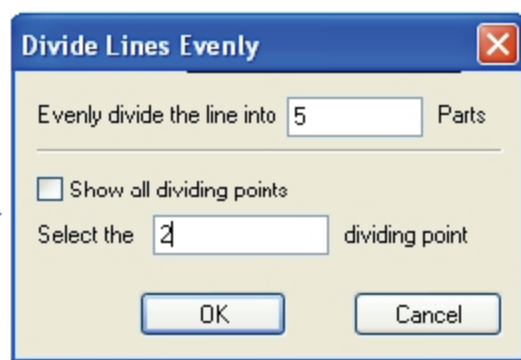 Divide Lines Evenly
Evenly divide the line into 5 Parts
Show all dividing points
Select the 2 dividing point
OK Cancel